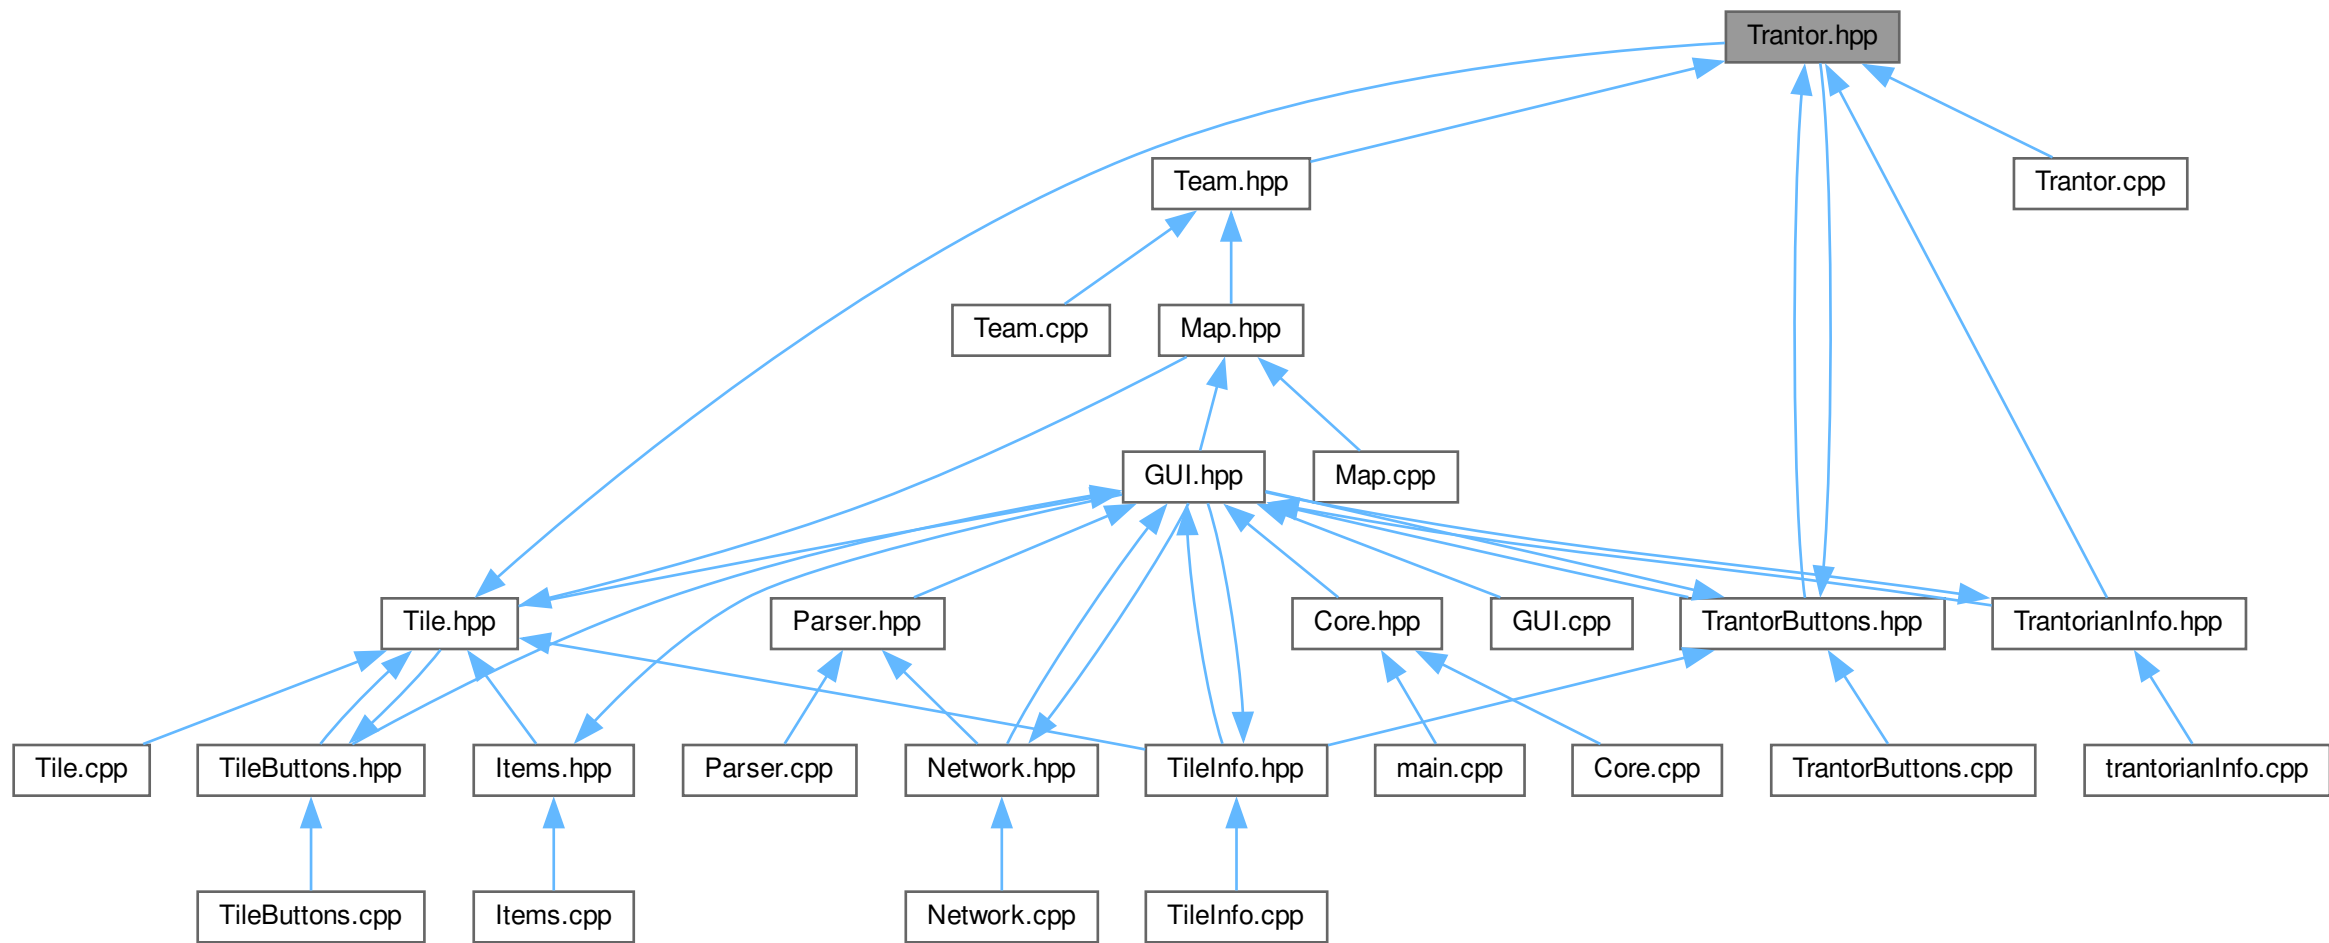 Trantor.hpp
Team.hpp
Trantor.cpp
Team.cpp
Map.hpp
GUI.hpp
Map.cpp
Tile.hpp
Parser.hpp
Core.hpp
GUI.cpp
TrantorButtons.hpp
TrantorianInfo.hpp
Tile.cpp
TileButtons.hpp
Items.hpp
Parser.cpp
Network.hpp
TileInfo.hpp
main.cpp
Core.cpp
TrantorButtons.cpp
trantorianInfo.cpp
TileButtons.cpp
Items.cpp
Network.cpp
TileInfo.cpp